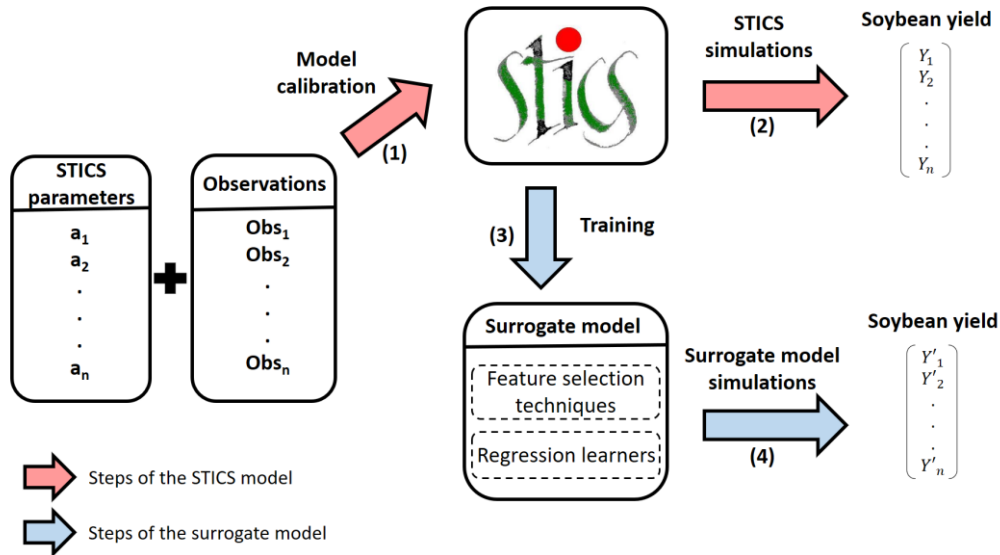 Model
calibration
(1)
stics
STICS
simulations
(2)
Soybean yield
Y₁
Y₂
.
.
.
Yₙ
STICS
parameters
a₁
a₂
.
.
.
aₙ
+
Observations
Obs₁
Obs₂
.
.
.
Obsₙ
(3)
Training
Surrogate model
Feature selection
techniques
Regression learners
Surrogate model
simulations
(4)
Soybean yield
Y'₁
Y'₂
.
.
.
Y'ₙ
Steps of the STICS model
Steps of the surrogate model